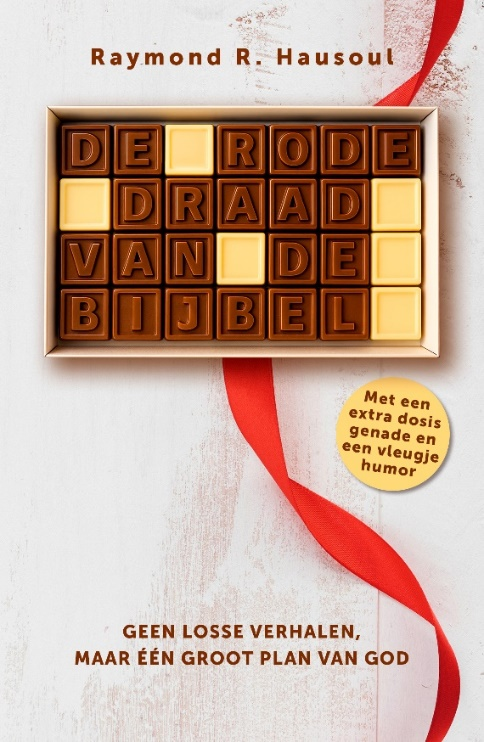 Raymond R. Hausoul
DE RODE
DRAAD
VAN DE
BIJBEL
Met een
extra dosis
genade en
een vleugje
humor
GEEN LOSSE VERHALEN,
MAAR ÉÉN GROOT PLAN VAN GOD